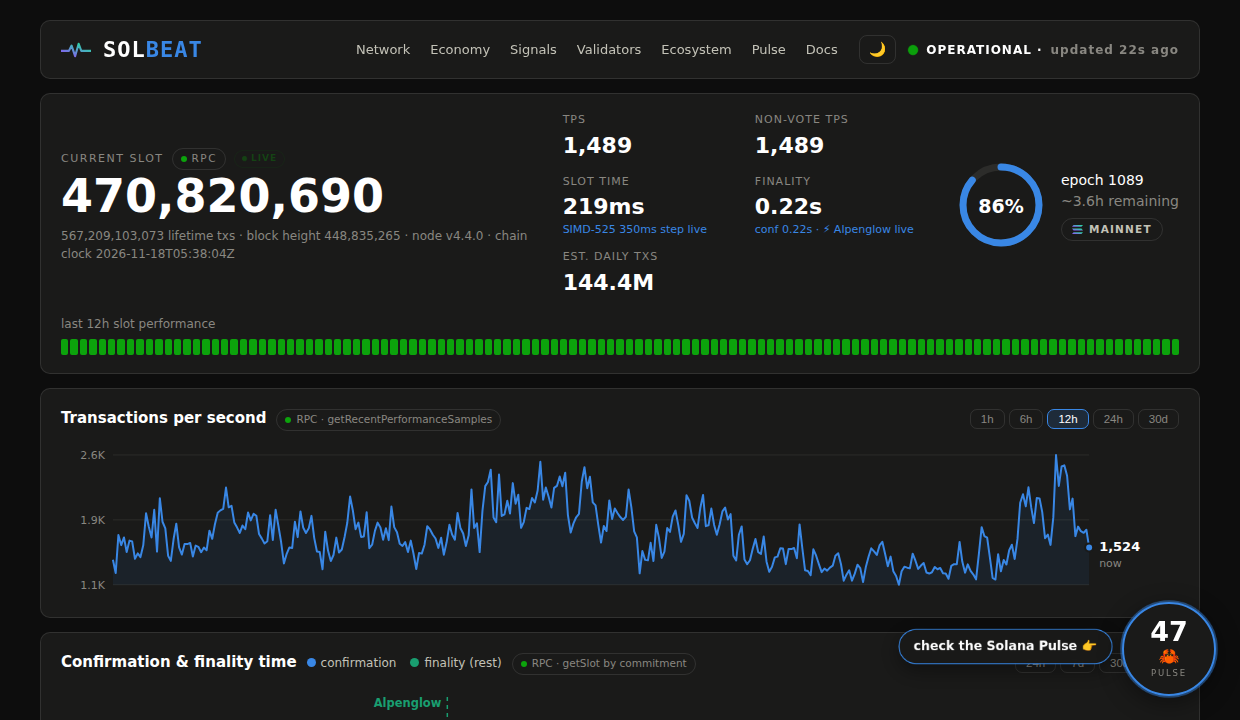 SOLBEAT
Network Economy Signals Validators Ecosystem Pulse Docs 🌙 OPERATIONAL · updated 22s ago
CURRENT SLOT RPC LIVE
470,820,690
567,209,103,073 lifetime txs · block height 448,835,265 · node v4.4.0 · chain
clock 2026-11-18T05:38:04Z
TPS
1,489
NON-VOTE TPS
1,489
SLOT TIME
219ms
SIMD-525 350ms step live
FINALITY
0.22s
conf 0.22s · ⚡ Alpenglow live
EST. DAILY TXS
144.4M
86%
epoch 1089
~3.6h remaining
MAINNET
last 12h slot performance
Transactions per second RPC · getRecentPerformanceSamples
1h 6h 12h 24h 30d
2.6K
1.9K
1.1K
1,524
now
Confirmation & finality time confirmation finality (rest) RPC · getSlot by commitment
check the Solana Pulse 👉
47
🦀
PULSE
Alpenglow